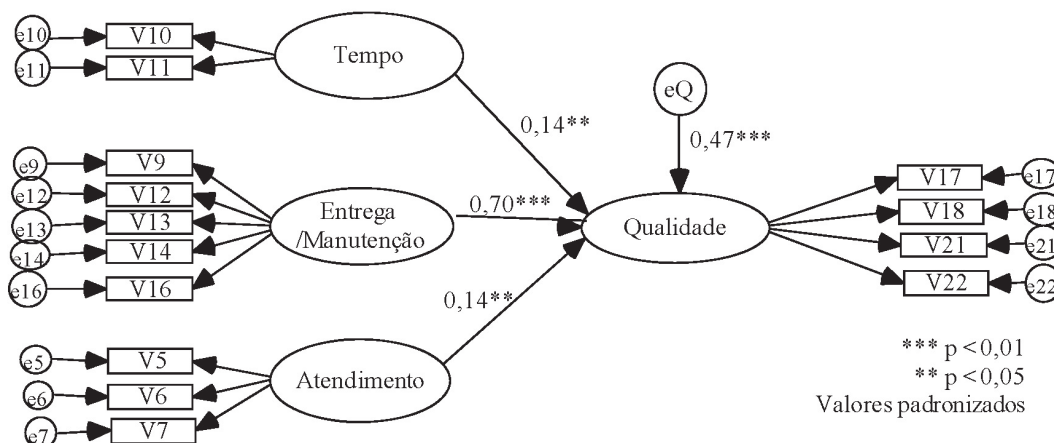 e10
V10
e11
V11
Tempo
eQ
0,14**
0,47***
e9
V9
e12
V12
e13
V13
e14
V14
e16
V16
Entrega
/Manutenção
0,70***
Qualidade
V17
e17
V18
e18
V21
e21
V22
e22
0,14**
e5
V5
e6
V6
e7
V7
Atendimento
*** p<0,01
** p<0,05
Valores padronizados